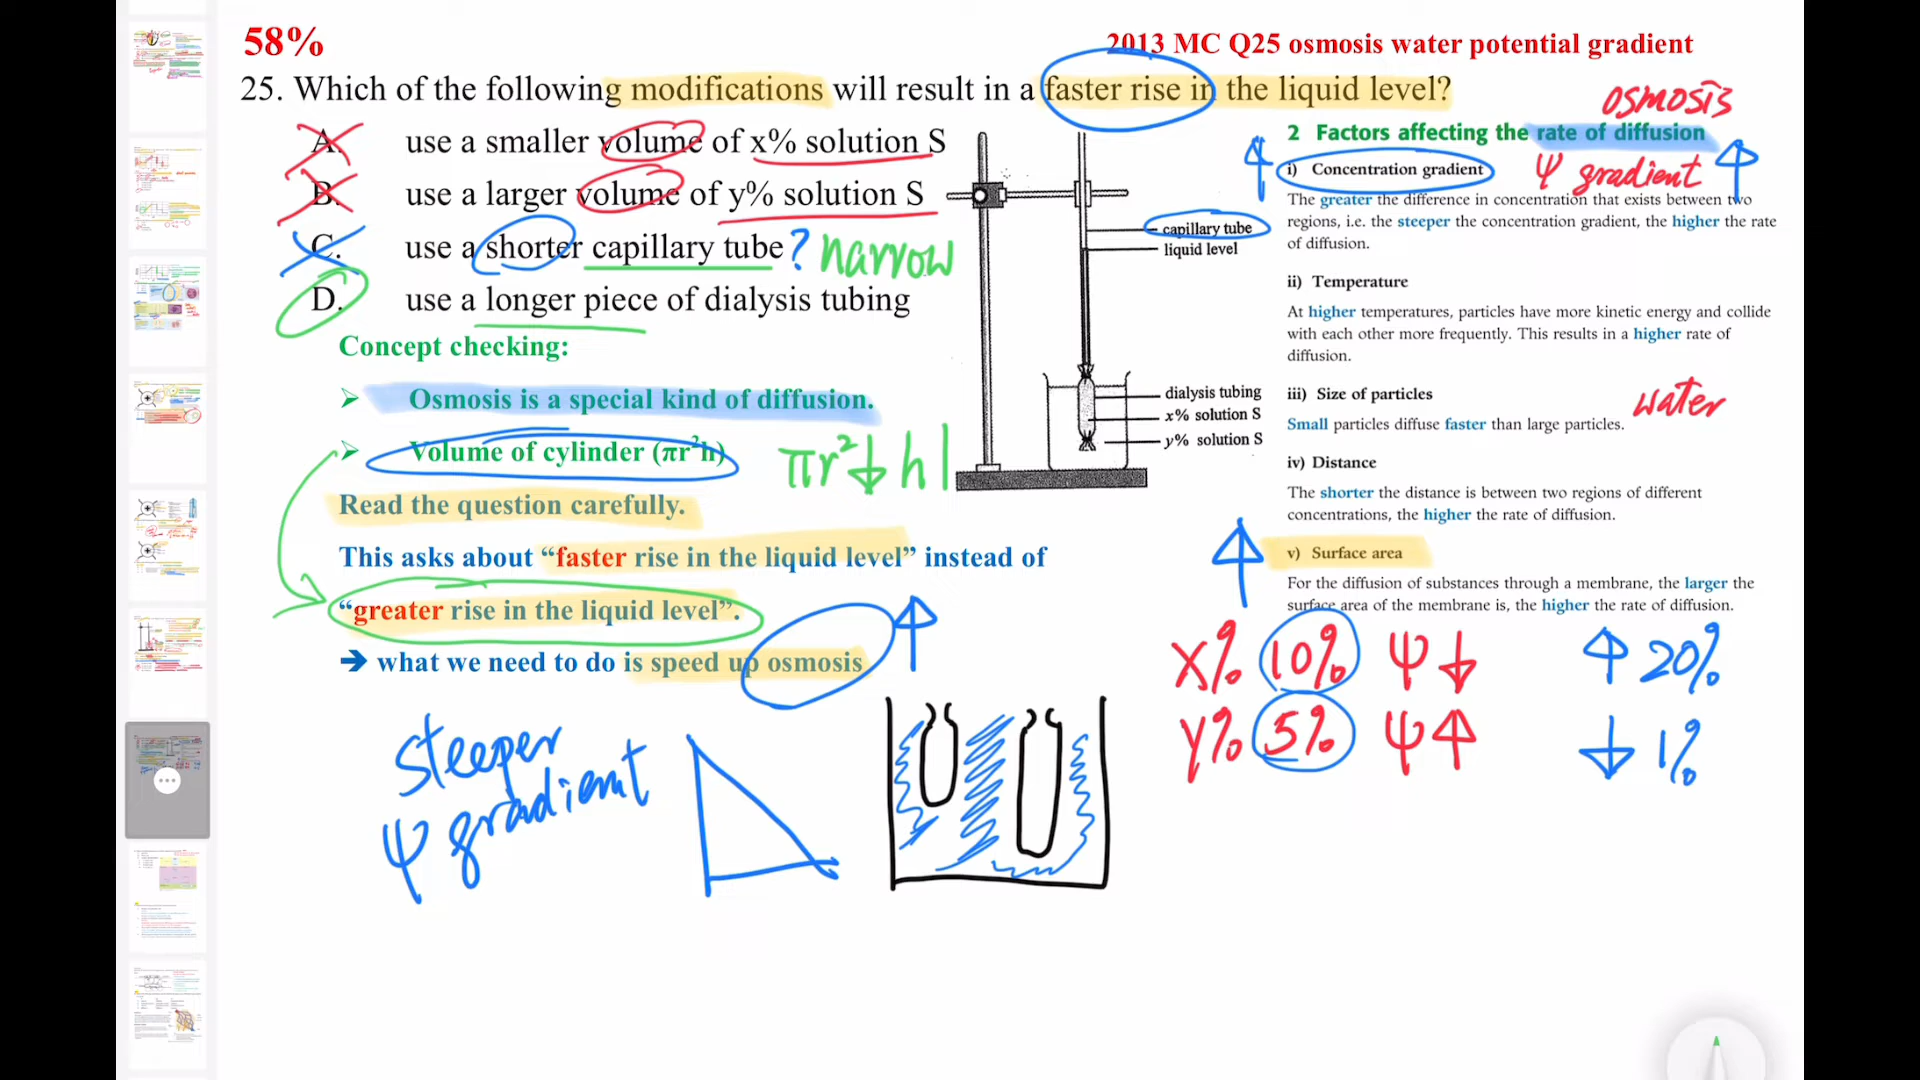 58%
2013 MC Q25 osmosis water potential gradient
25. Which of the following modifications will result in a faster rise in the liquid level?
A. use a smaller volume of x% solution S
B. use a larger volume of y% solution S
C. use a shorter capillary tube ? narrow
D. use a longer piece of dialysis tubing
Concept checking:
➢ Osmosis is a special kind of diffusion.
➢ Volume of cylinder (πr²h)
πr² ↓ h
Read the question carefully.
This asks about “faster rise in the liquid level” instead of
“greater rise in the liquid level”.
➔ what we need to do is speed up osmosis
↑
steeper
ψ gradient
capillary tube
liquid level
dialysis tubing
x% solution S
y% solution S
osmosis
2 Factors affecting the rate of diffusion
↑ i) Concentration gradient ψ gradient ↑
The greater the difference in concentration that exists between two
regions, i.e. the steeper the concentration gradient, the higher the rate
of diffusion.
ii) Temperature
At higher temperatures, particles have more kinetic energy and collide
with each other more frequently. This results in a higher rate of
diffusion.
iii) Size of particles
water
Small particles diffuse faster than large particles.
iv) Distance
The shorter the distance is between two regions of different
concentrations, the higher the rate of diffusion.
↑ v) Surface area
For the diffusion of substances through a membrane, the larger the
surface area of the membrane is, the higher the rate of diffusion.
X% 10% ψ ↓ ↑ 20%
Y% 5% ψ ↑ ↓ 1%